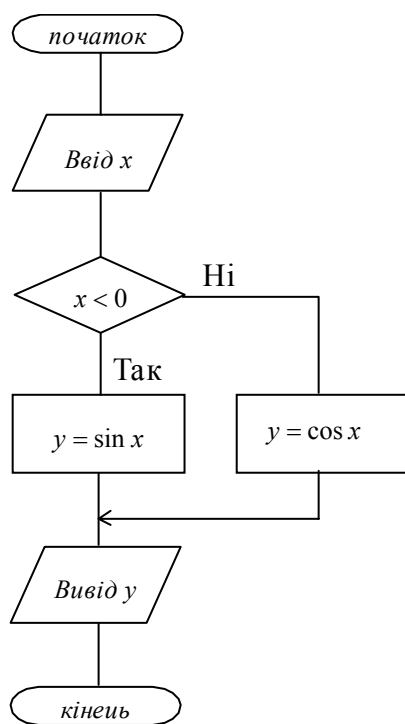 початок
Ввід x
x < 0
Ні
Так
y = sin x
y = cos x
Вивід y
кінець